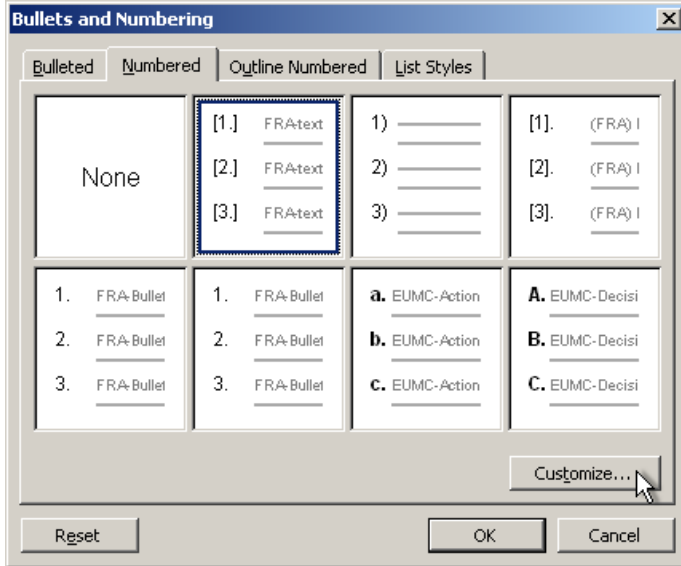 Bullets and Numbering
Bulleted Numbered Outline Numbered List Styles
None
[1.] FRA-text
[2.] FRA-text
[3.] FRA-text
1)
2)
3)
[1]. (FRA) I
[2]. (FRA) I
[3]. (FRA) I
1. FRA-Bullet
2. FRA-Bullet
3. FRA-Bullet
1. FRA-Bullet
2. FRA-Bullet
3. FRA-Bullet
a. EUMC-Action
b. EUMC-Action
c. EUMC-Action
A. EUMC-Decisi
B. EUMC-Decisi
C. EUMC-Decisi
Customize...
Reset OK Cancel